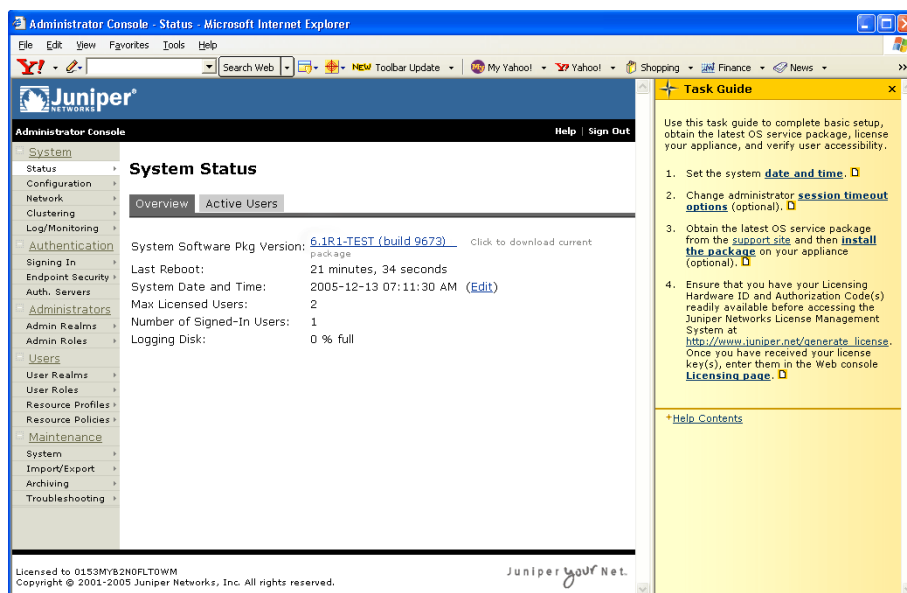 Administrator Console - Status - Microsoft Internet Explorer
File Edit View Favorites Tools Help
Y! Search Web NEW Toolbar Update My Yahoo! Yahoo! Shopping Finance News
Juniper®
NETWORKS
Administrator Console Help | Sign Out
System
Status
Configuration
Network
Clustering
Log/Monitoring
Authentication
Signing In
Endpoint Security
Auth. Servers
Administrators
Admin Realms
Admin Roles
Users
User Realms
User Roles
Resource Profiles
Resource Policies
Maintenance
System
Import/Export
Archiving
Troubleshooting
System Status
Overview Active Users
System Software Pkg Version: 6.1R1-TEST (build 9673) Click to download current
package
Last Reboot: 21 minutes, 34 seconds
System Date and Time: 2005-12-13 07:11:30 AM (Edit)
Max Licensed Users: 2
Number of Signed-In Users: 1
Logging Disk: 0 % full
Licensed to 0153MYB2N0FLT0WM
Copyright © 2001-2005 Juniper Networks, Inc. All rights reserved.
Juniper your Net.
Task Guide x
Use this task guide to complete basic setup,
obtain the latest OS service package, license
your appliance, and verify user accessibility.
1. Set the system date and time.
2. Change administrator session timeout
options (optional).
3. Obtain the latest OS service package
from the support site and then install
the package on your appliance
(optional).
4. Ensure that you have your Licensing
Hardware ID and Authorization Code(s)
readily available before accessing the
Juniper Networks License Management
System at
http://www.juniper.net/generate_license.
Once you have received your license
key(s), enter them in the Web console
Licensing page.
+Help Contents